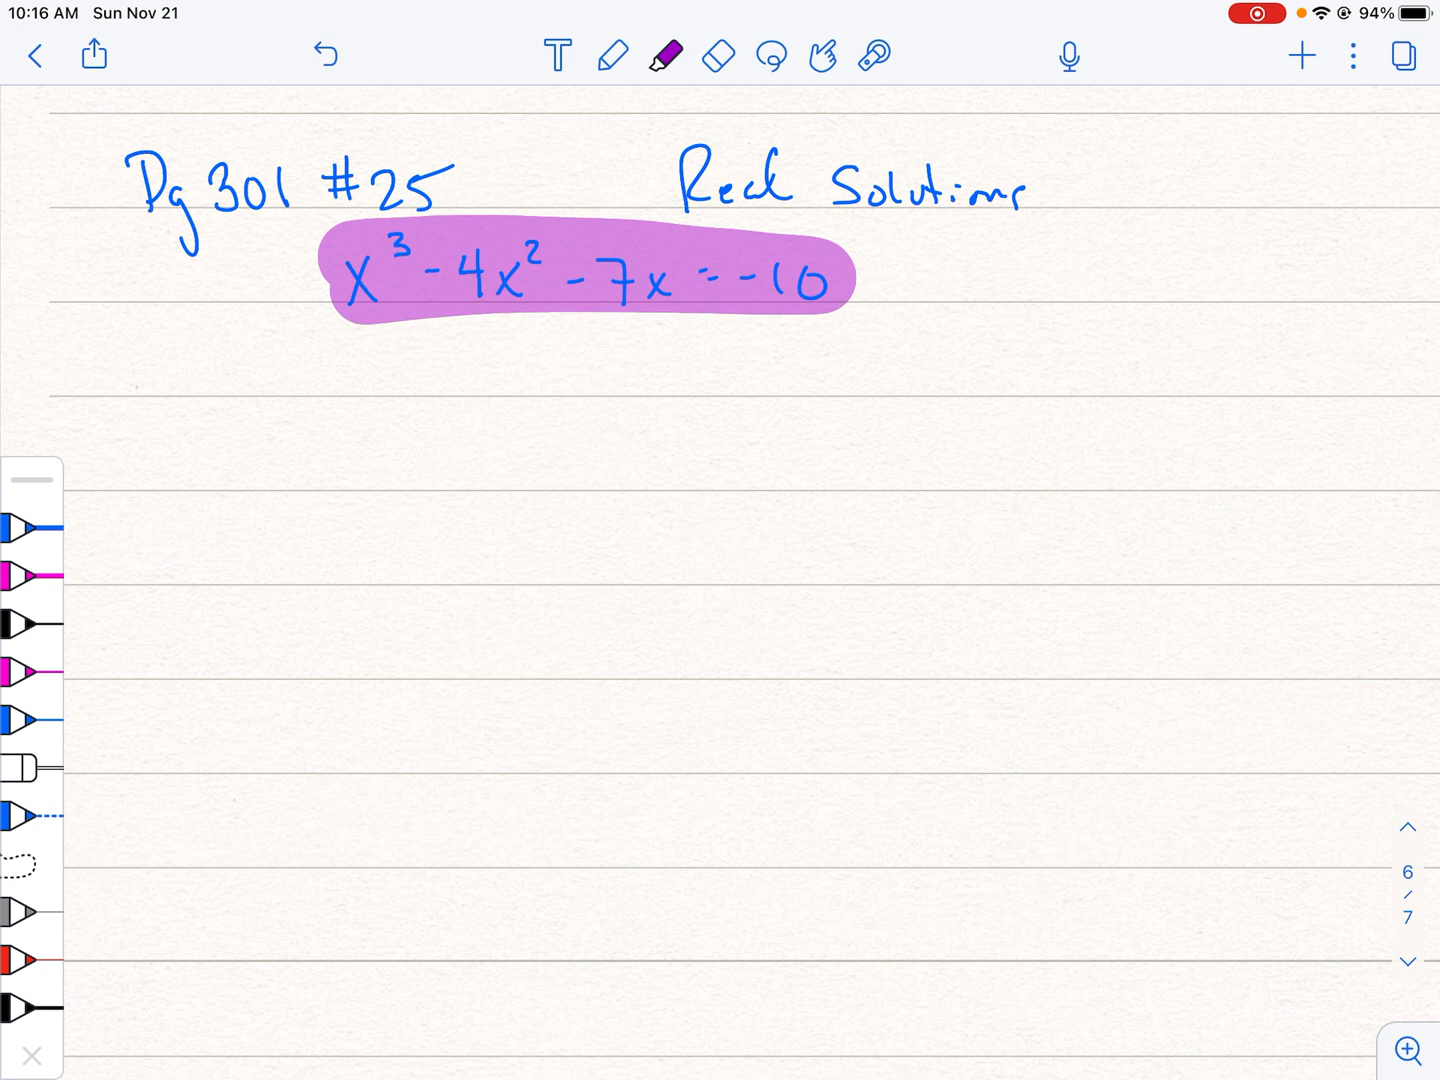 10:16 AM Sun Nov 21 94%
Pg 301 #25 Real Solutions
x³ - 4x² - 7x = -10
6
/
7